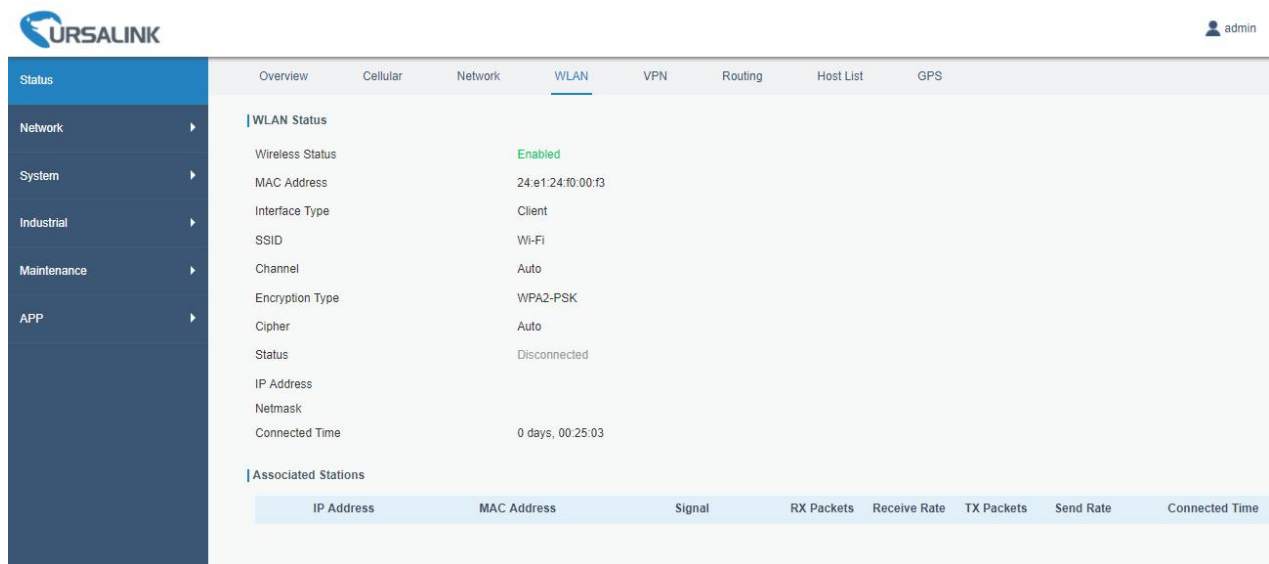 URSALINK
admin
Status
Network
System
Industrial
Maintenance
APP
Overview Cellular Network WLAN VPN Routing Host List GPS
WLAN Status
Wireless Status Enabled
MAC Address 24:e1:24:f0:00:f3
Interface Type Client
SSID Wi-Fi
Channel Auto
Encryption Type WPA2-PSK
Cipher Auto
Status Disconnected
IP Address
Netmask
Connected Time 0 days, 00:25:03
Associated Stations
IP Address MAC Address Signal RX Packets Receive Rate TX Packets Send Rate Connected Time